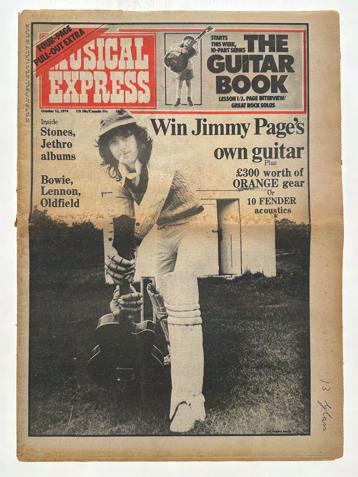 FOUR-PAGE
PULL-OUT EXTRA
MUSICAL
EXPRESS
STARTS
THIS WEEK,
10-PART SERIES
THE
GUITAR
BOOK
LESSON 1/J. PAGE INTERVIEW/
GREAT ROCK SOLOS
October 12, 1974
Inside
Stones,
Jethro
albums
Bowie,
Lennon,
Oldfield
Win Jimmy Page's
own guitar
Plus
£300 worth of
ORANGE gear
Or
10 FENDER
acoustics